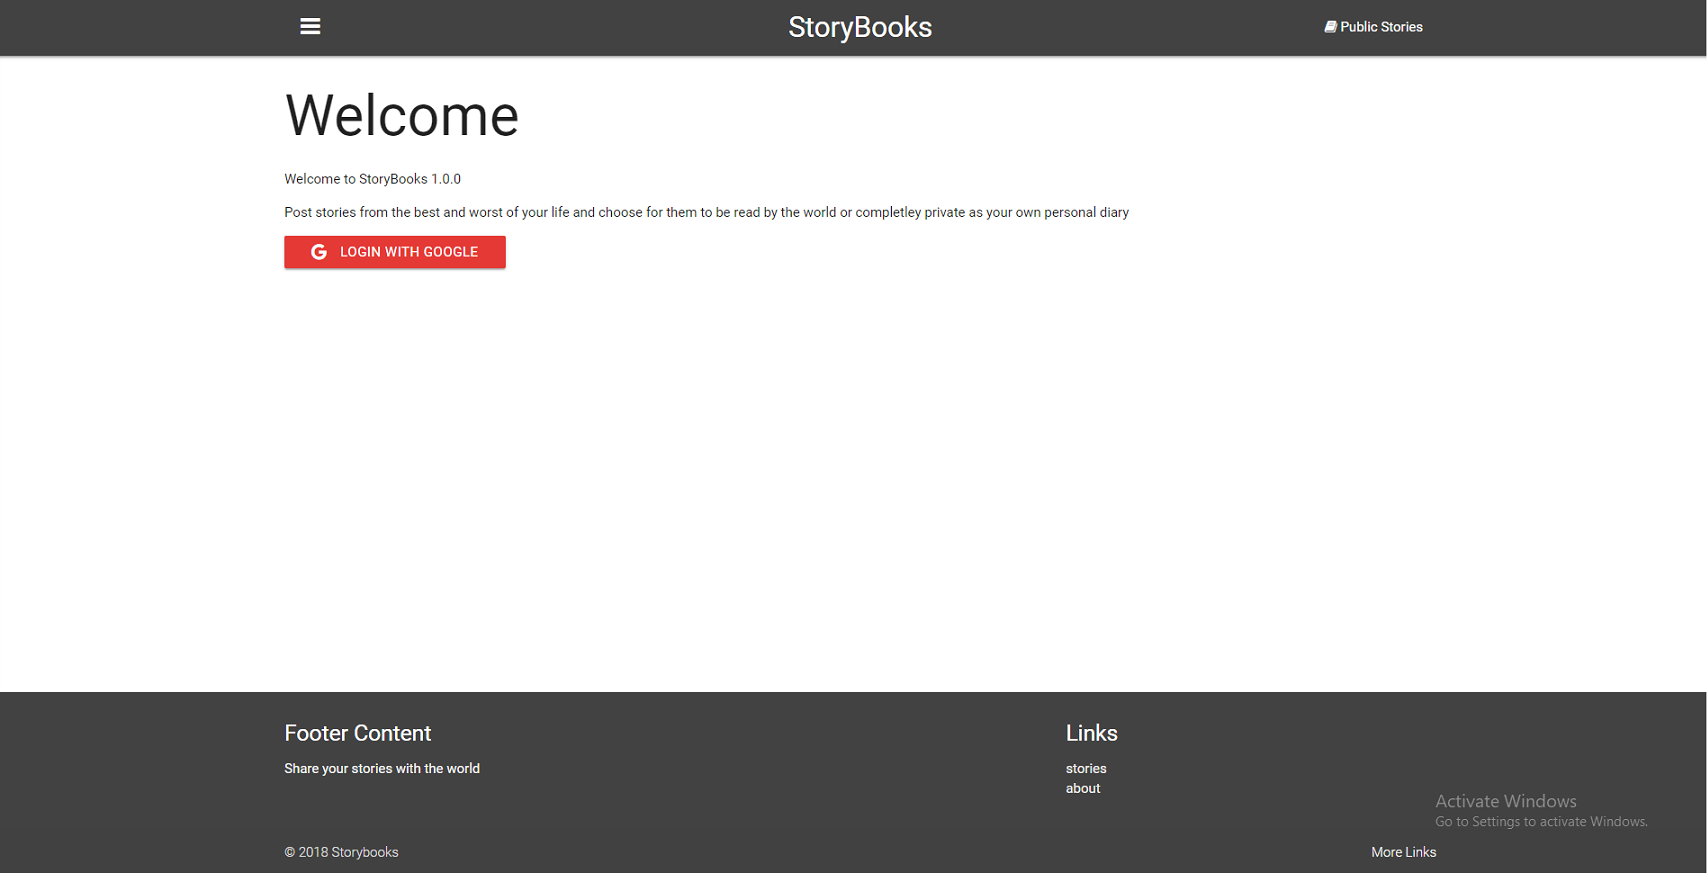 StoryBooks
Public Stories
Welcome
Welcome to StoryBooks 1.0.0
Post stories from the best and worst of your life and choose for them to be read by the world or completley private as your own personal diary
G LOGIN WITH GOOGLE
Footer Content
Share your stories with the world
Links
stories
about
Activate Windows
Go to Settings to activate Windows.
© 2018 Storybooks
More Links